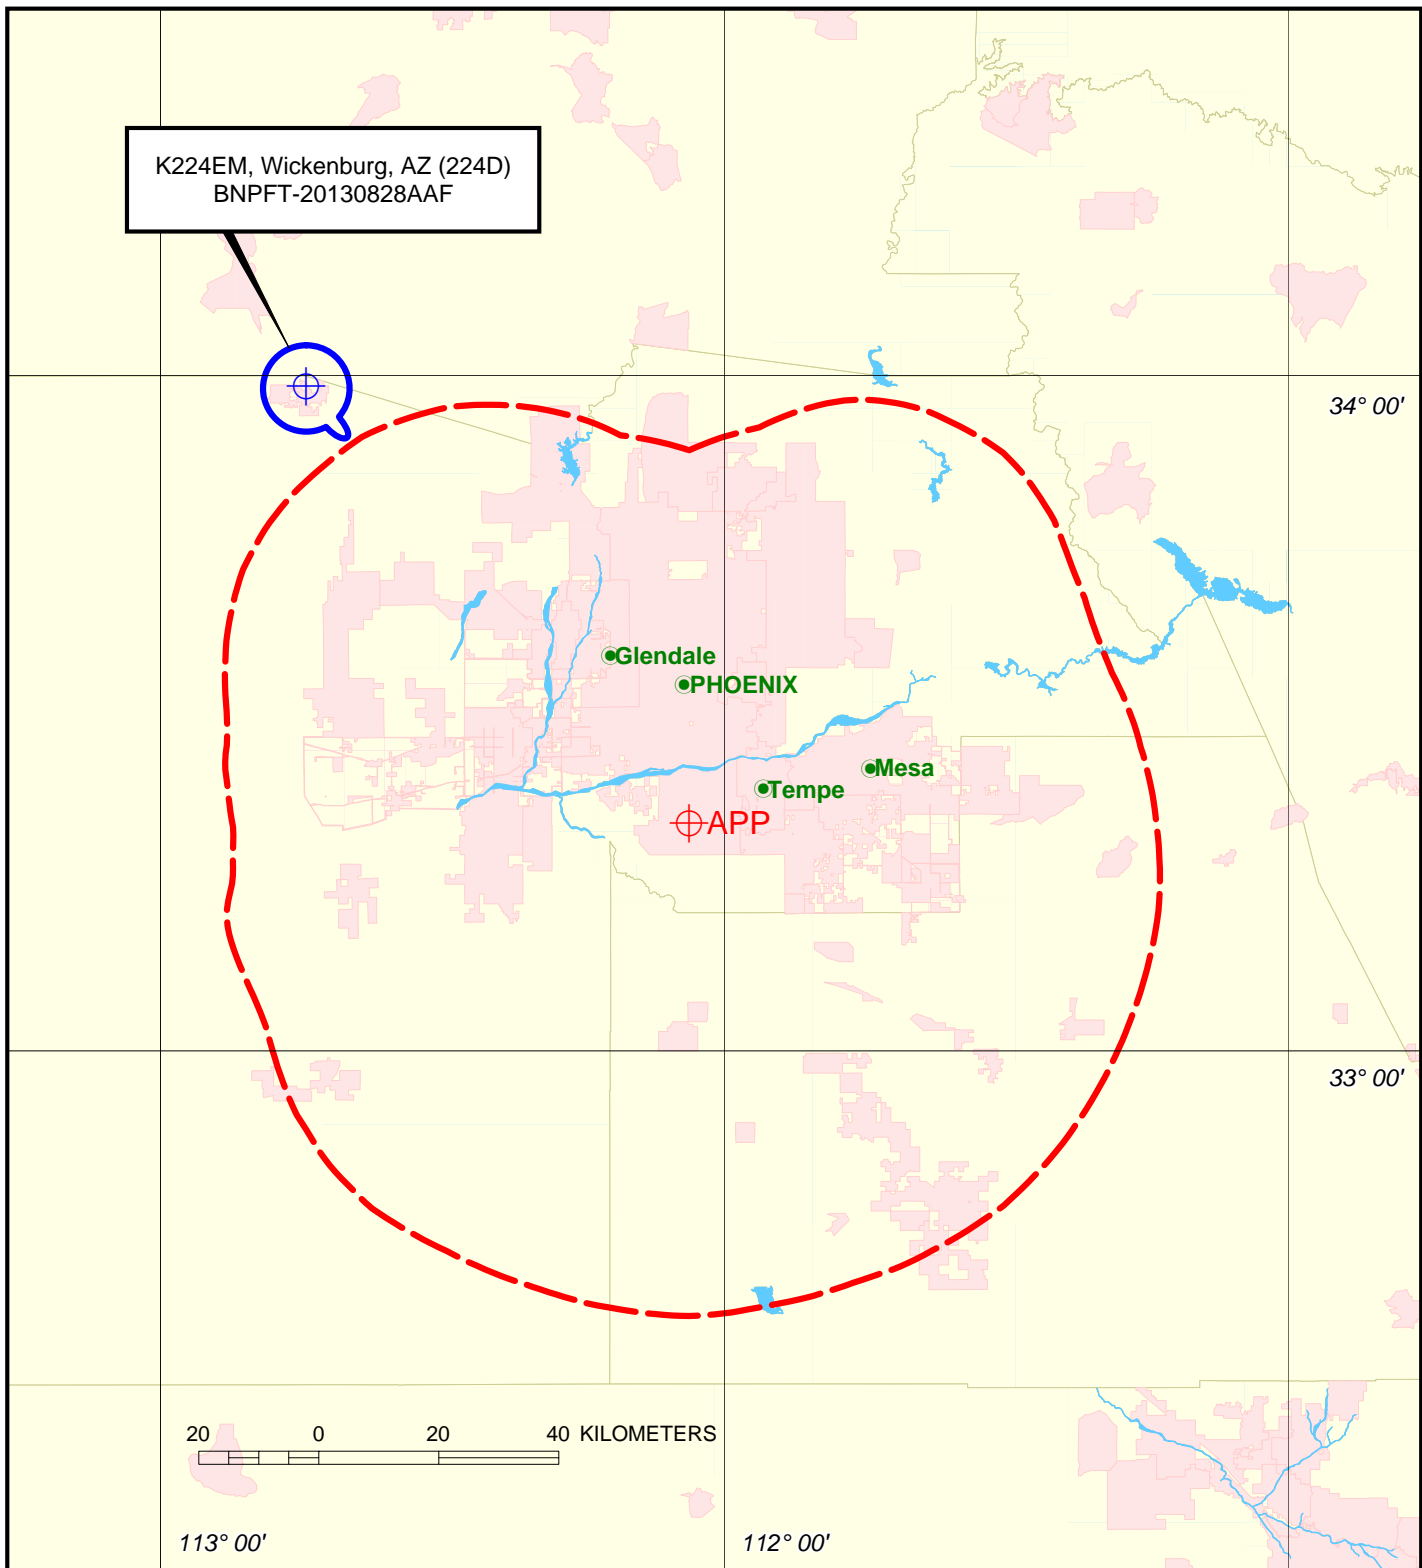 K224EM, Wickenburg, AZ (224D)
BNPFT-20130828AAF
34° 00'
Glendale
PHOENIX
Mesa
Tempe
APP
33° 00'
20 0 20 40 KILOMETERS
113° 00' 112° 00'